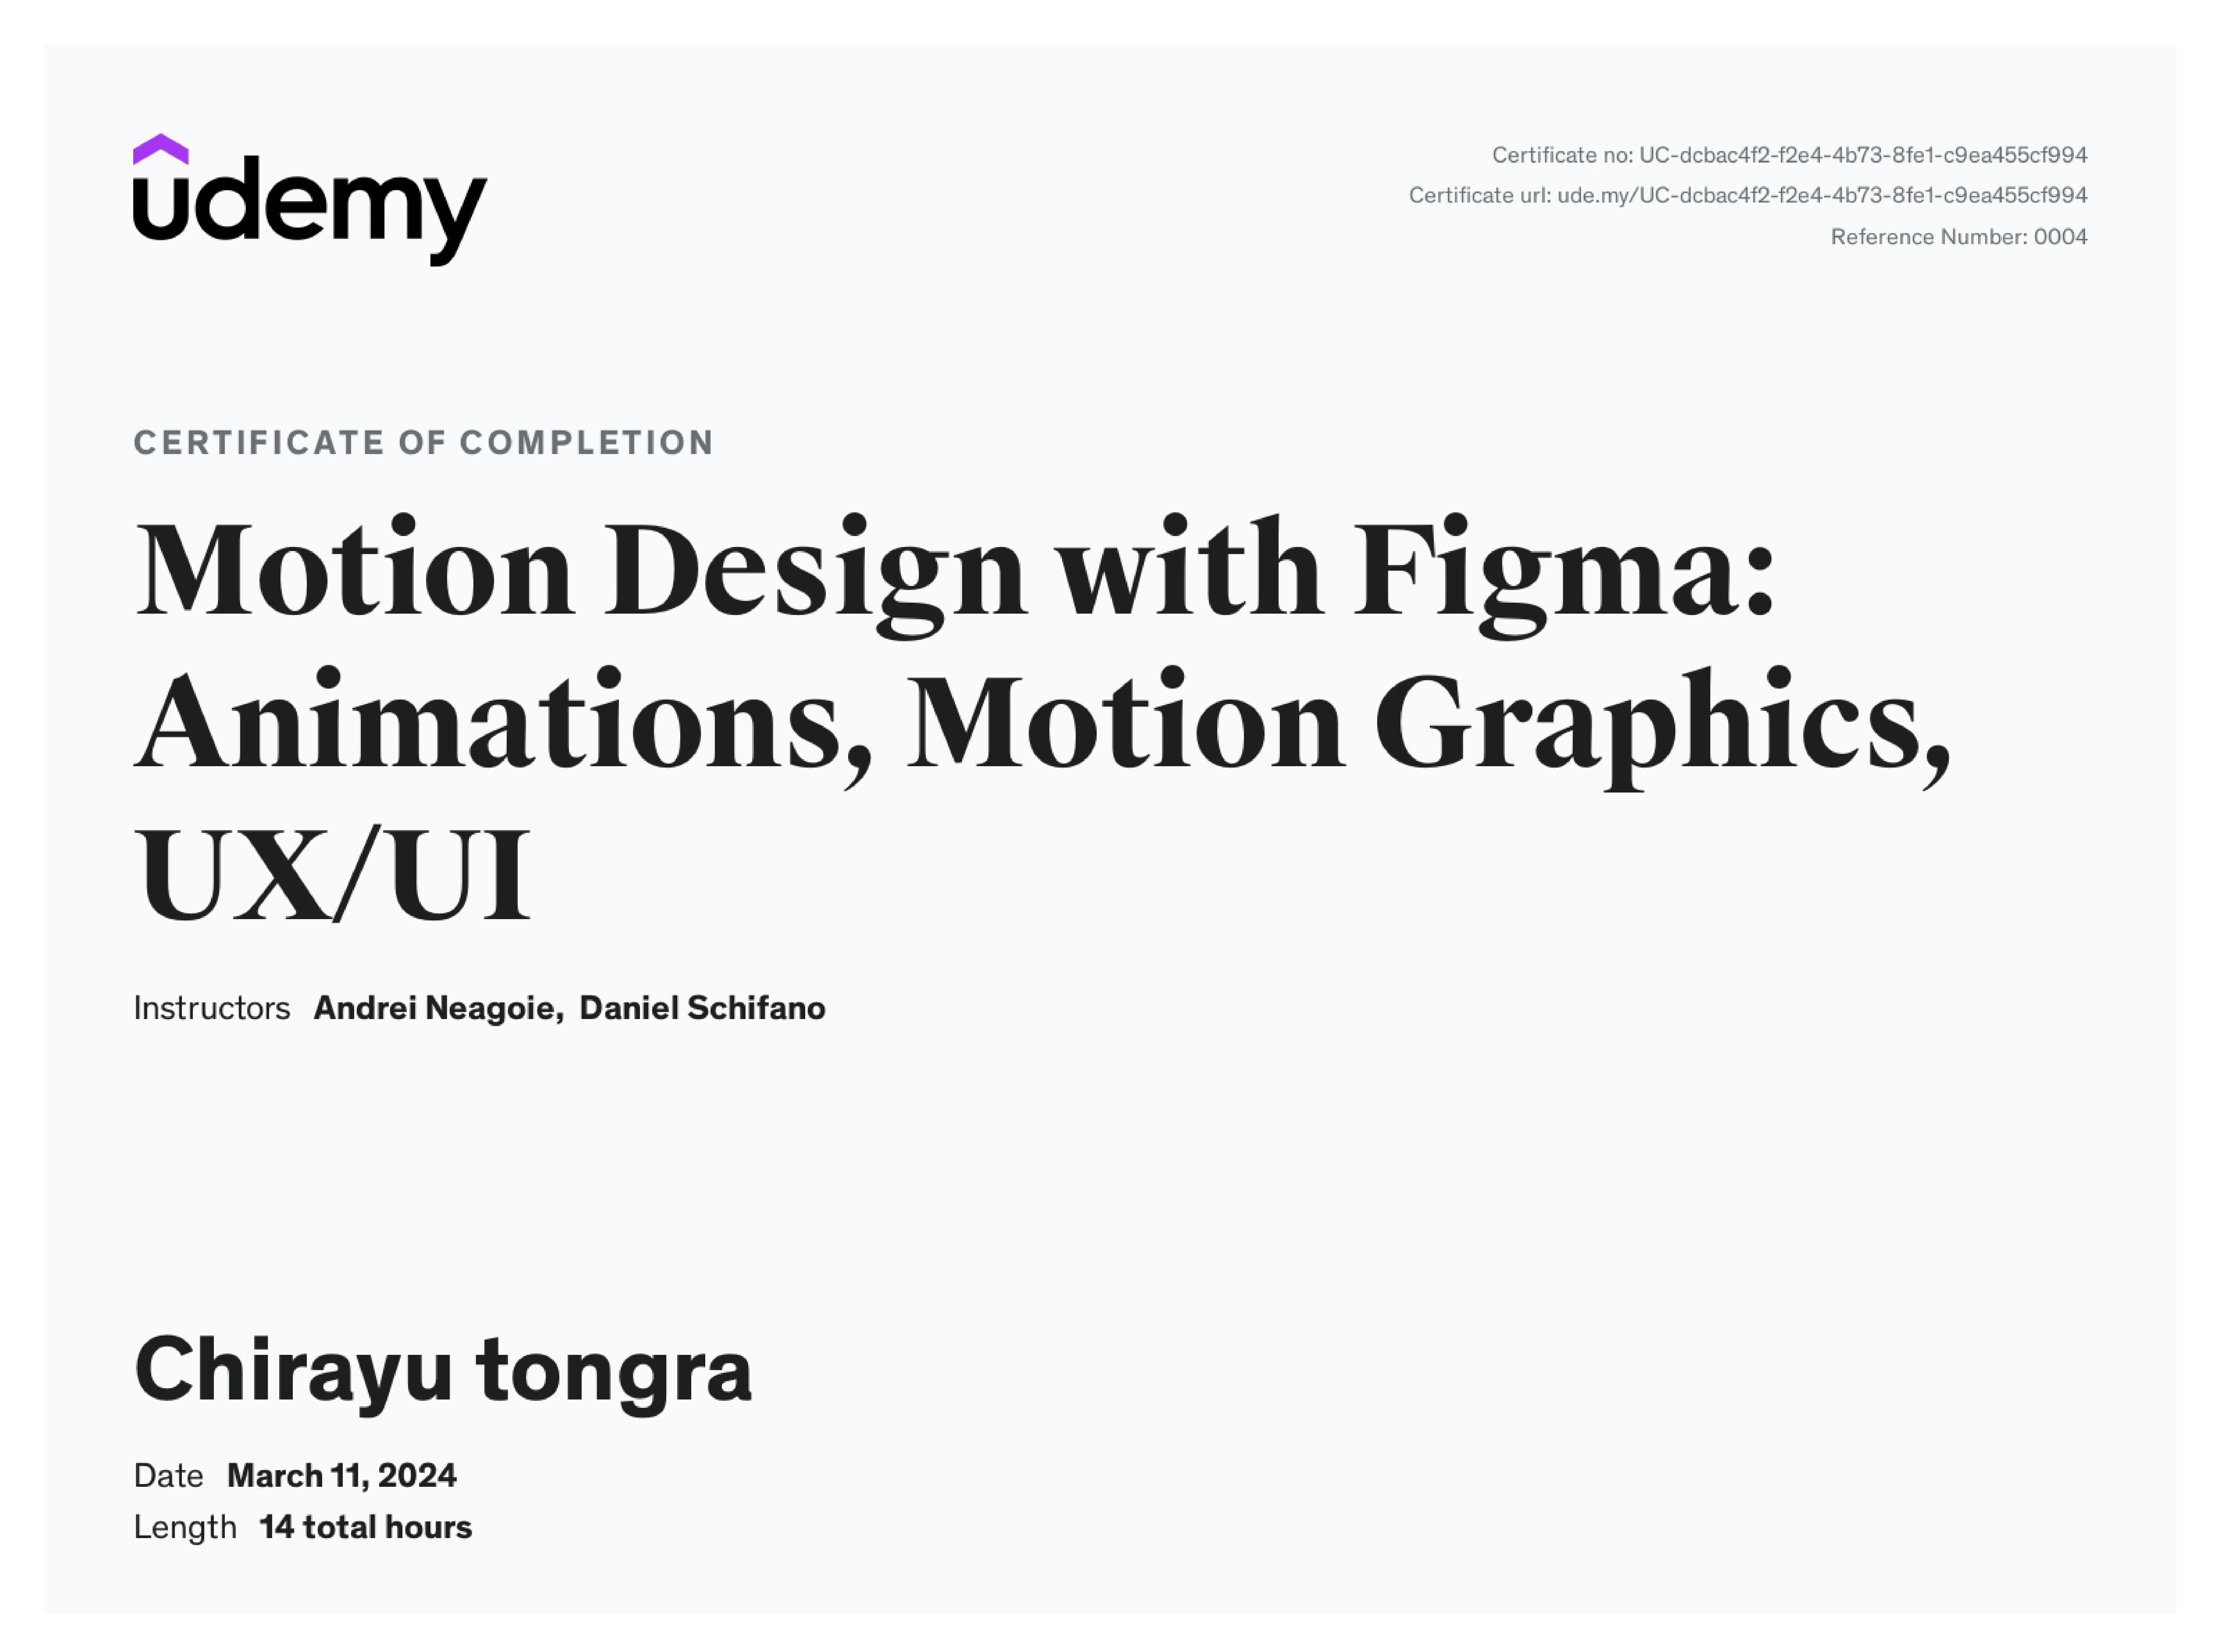 udemy
Certificate no: UC-dcbac4f2-f2e4-4b73-8fe1-c9ea455cf994
Certificate url: ude.my/UC-dcbac4f2-f2e4-4b73-8fe1-c9ea455cf994
Reference Number: 0004
CERTIFICATE OF COMPLETION
Motion Design with Figma:
Animations, Motion Graphics,
UX/UI
Instructors Andrei Neagoie, Daniel Schifano
Chirayu tongra
Date March 11, 2024
Length 14 total hours